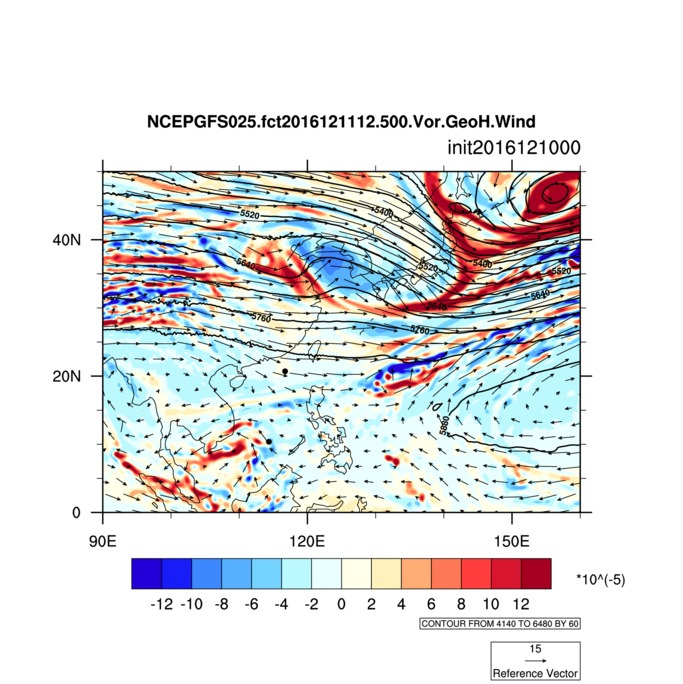 NCEPGFS025.fct2016121112.500.Vor.GeoH.Wind
init2016121000
5520
5400
40N
5640
5520
5400
5520
5640
5640
5760
5760
20N
5880
0
90E 120E 150E
-12 -10 -8 -6 -4 -2 0 2 4 6 8 10 12
*10^(-5)
CONTOUR FROM 4140 TO 6480 BY 60
15
Reference Vector